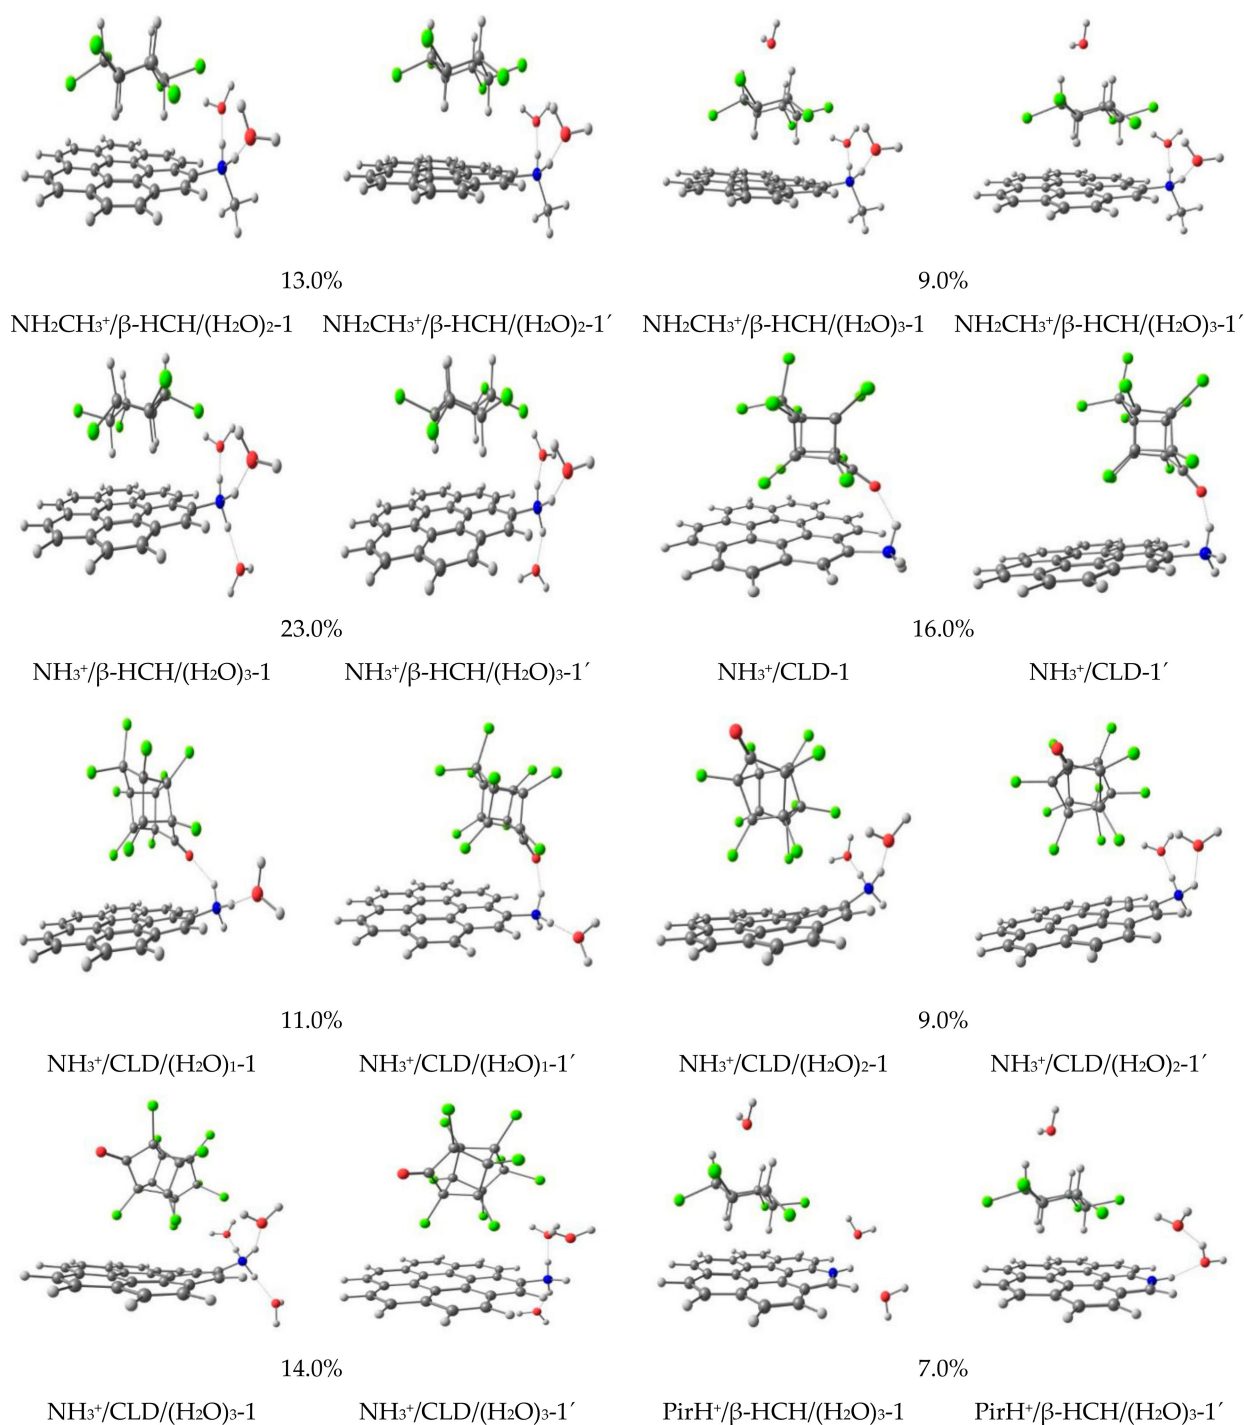 13.0% 9.0%
NH₂CH₃⁺/β-HCH/(H₂O)₂-1 NH₂CH₃⁺/β-HCH/(H₂O)₂-1′ NH₂CH₃⁺/β-HCH/(H₂O)₃-1 NH₂CH₃⁺/β-HCH/(H₂O)₃-1′
23.0% 16.0%
NH₃⁺/β-HCH/(H₂O)₃-1 NH₃⁺/β-HCH/(H₂O)₃-1′ NH₃⁺/CLD-1 NH₃⁺/CLD-1′
11.0% 9.0%
NH₃⁺/CLD/(H₂O)₁-1 NH₃⁺/CLD/(H₂O)₁-1′ NH₃⁺/CLD/(H₂O)₂-1 NH₃⁺/CLD/(H₂O)₂-1′
14.0% 7.0%
NH₃⁺/CLD/(H₂O)₃-1 NH₃⁺/CLD/(H₂O)₃-1′ PirH⁺/β-HCH/(H₂O)₃-1 PirH⁺/β-HCH/(H₂O)₃-1′